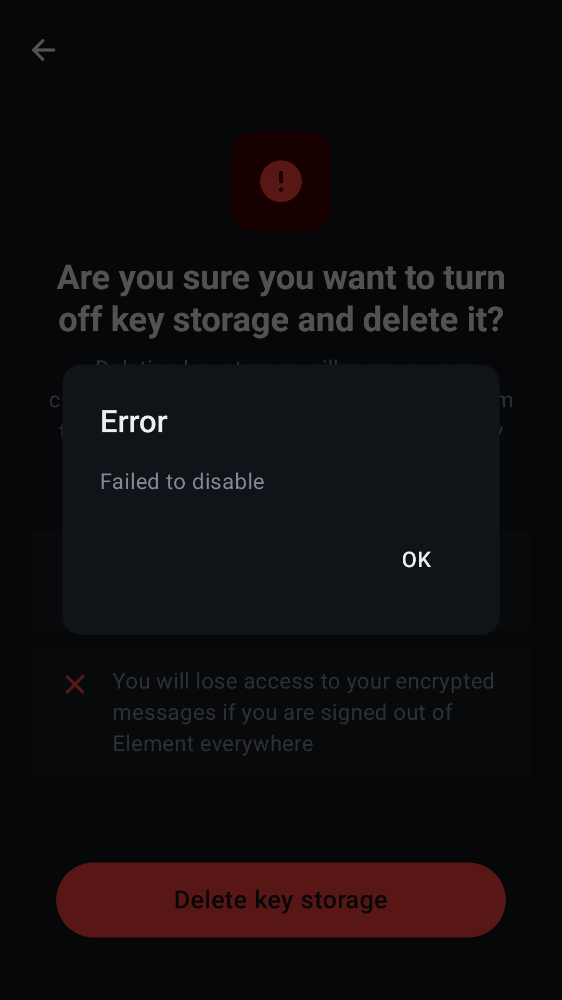 Are you sure you want to turn
off key storage and delete it?
Error
Failed to disable
OK
You will lose access to your encrypted
messages if you are signed out of
Element everywhere
Delete key storage